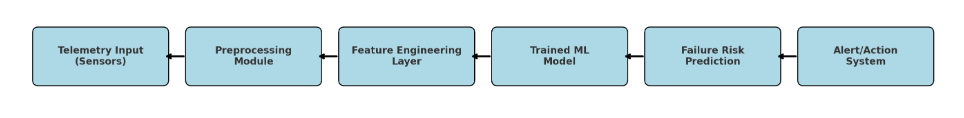 Telemetry Input
(Sensors)
Preprocessing
Module
Feature Engineering
Layer
Trained ML
Model
Failure Risk
Prediction
Alert/Action
System